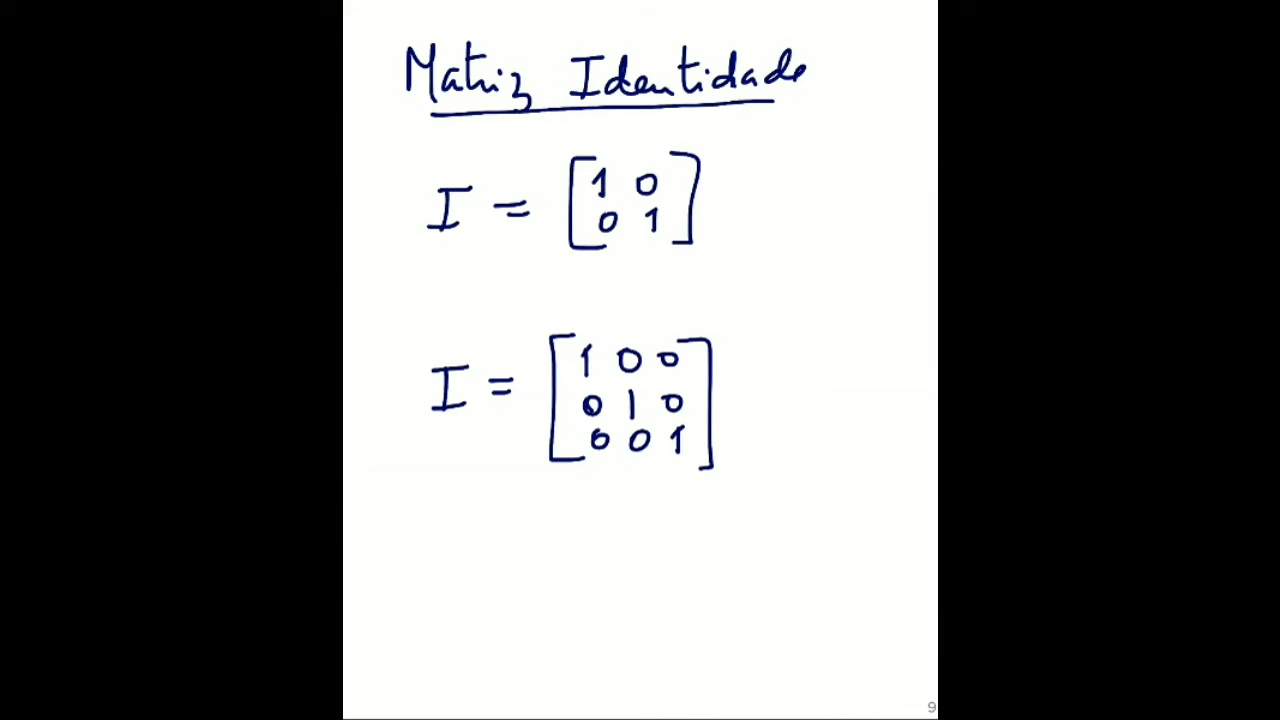 Matriz Identidade
I = [1 0
0 1]
I = [1 0 0
0 1 0
0 0 1]
9